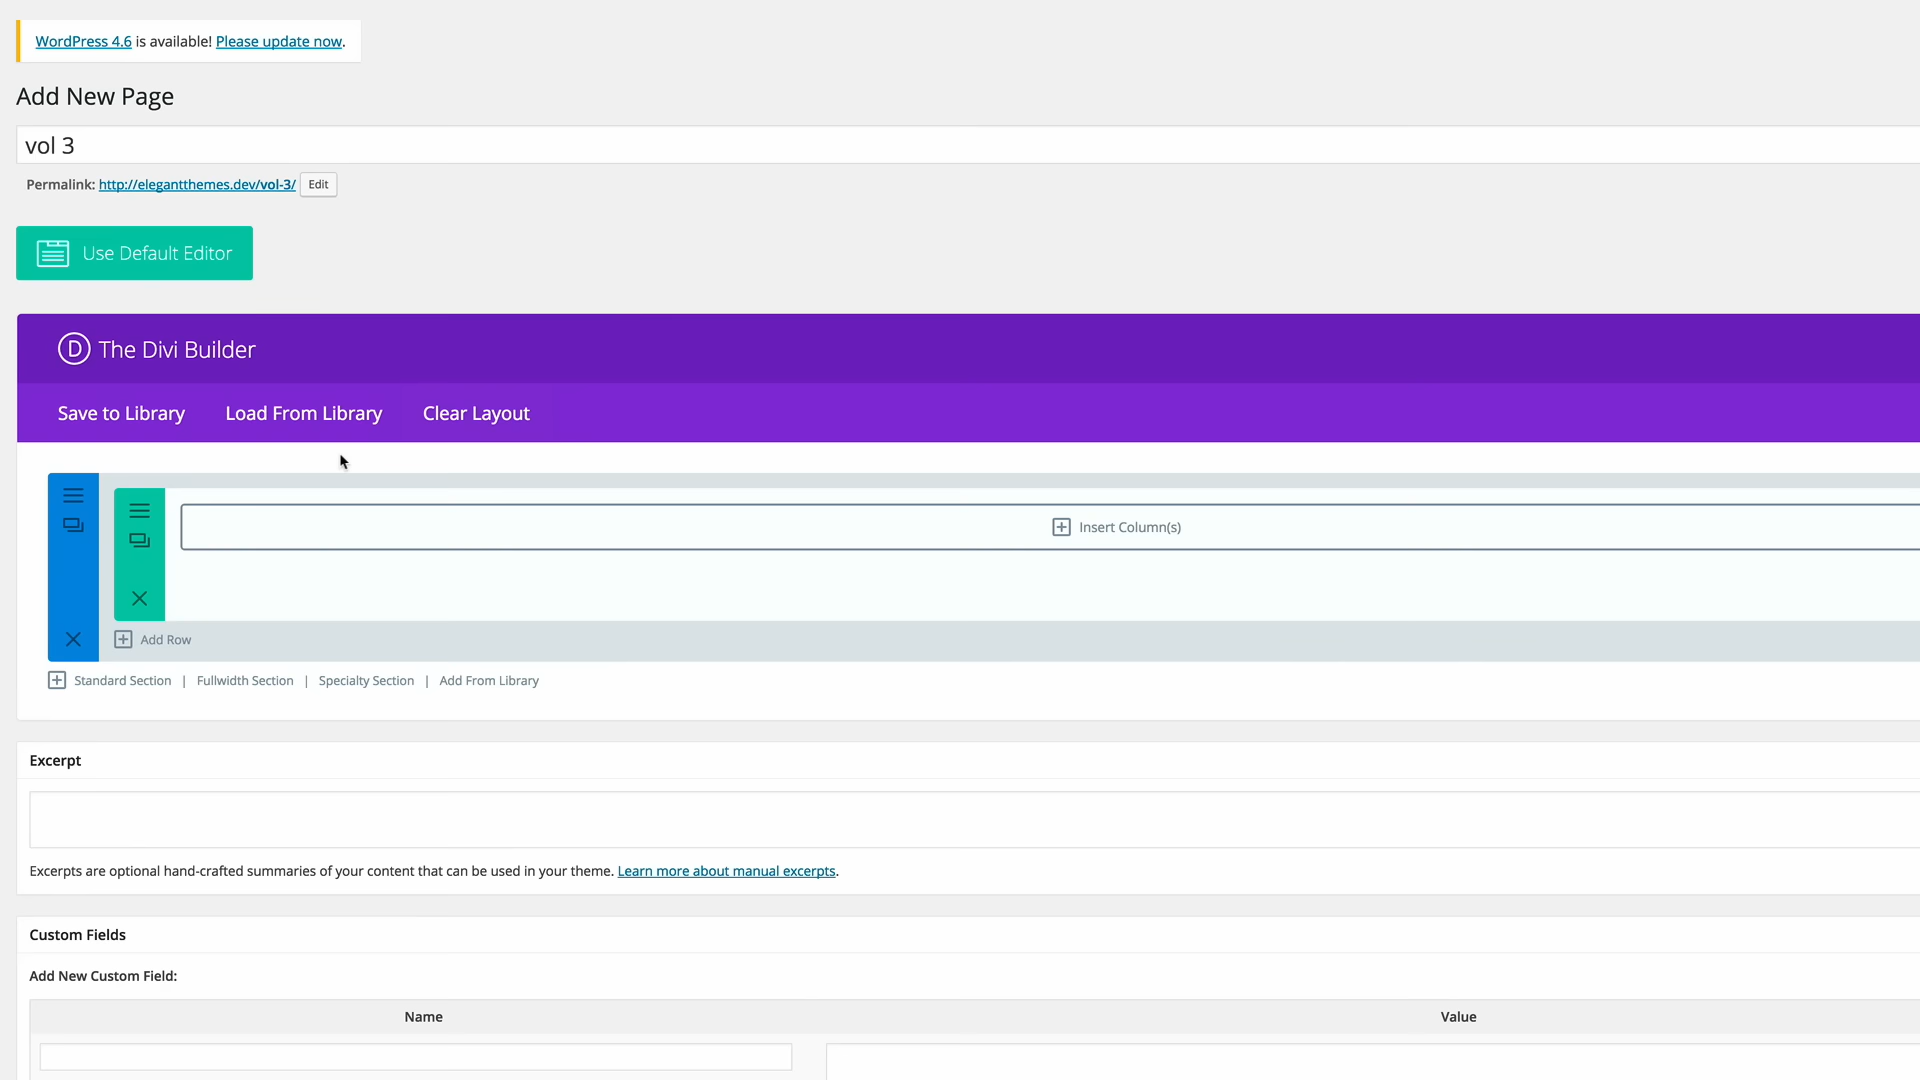 WordPress 4.6 is available! Please update now.
Add New Page
vol 3
Permalink: http://elegantthemes.dev/vol-3/ Edit
Use Default Editor
D The Divi Builder
Save to Library Load From Library Clear Layout
Insert Column(s)
Add Row
Standard Section | Fullwidth Section | Specialty Section | Add From Library
Excerpt
Excerpts are optional hand-crafted summaries of your content that can be used in your theme. Learn more about manual excerpts.
Custom Fields
Add New Custom Field:
Name Value